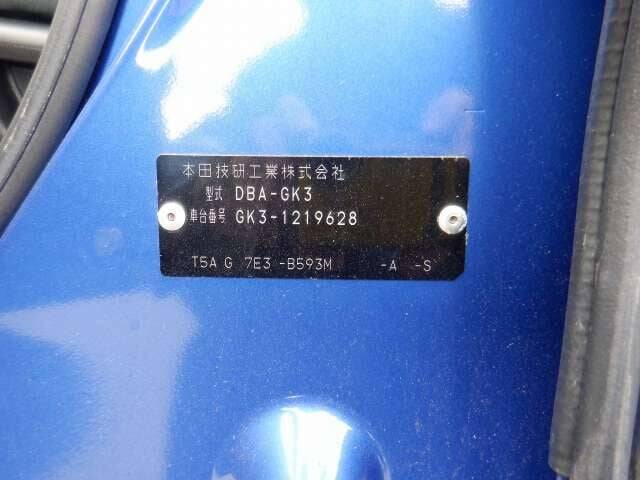 本田技研工業株式会社
型式 DBA-GK3
車台番号 GK3-1219628
T5A G 7E3 -B593M -A -S